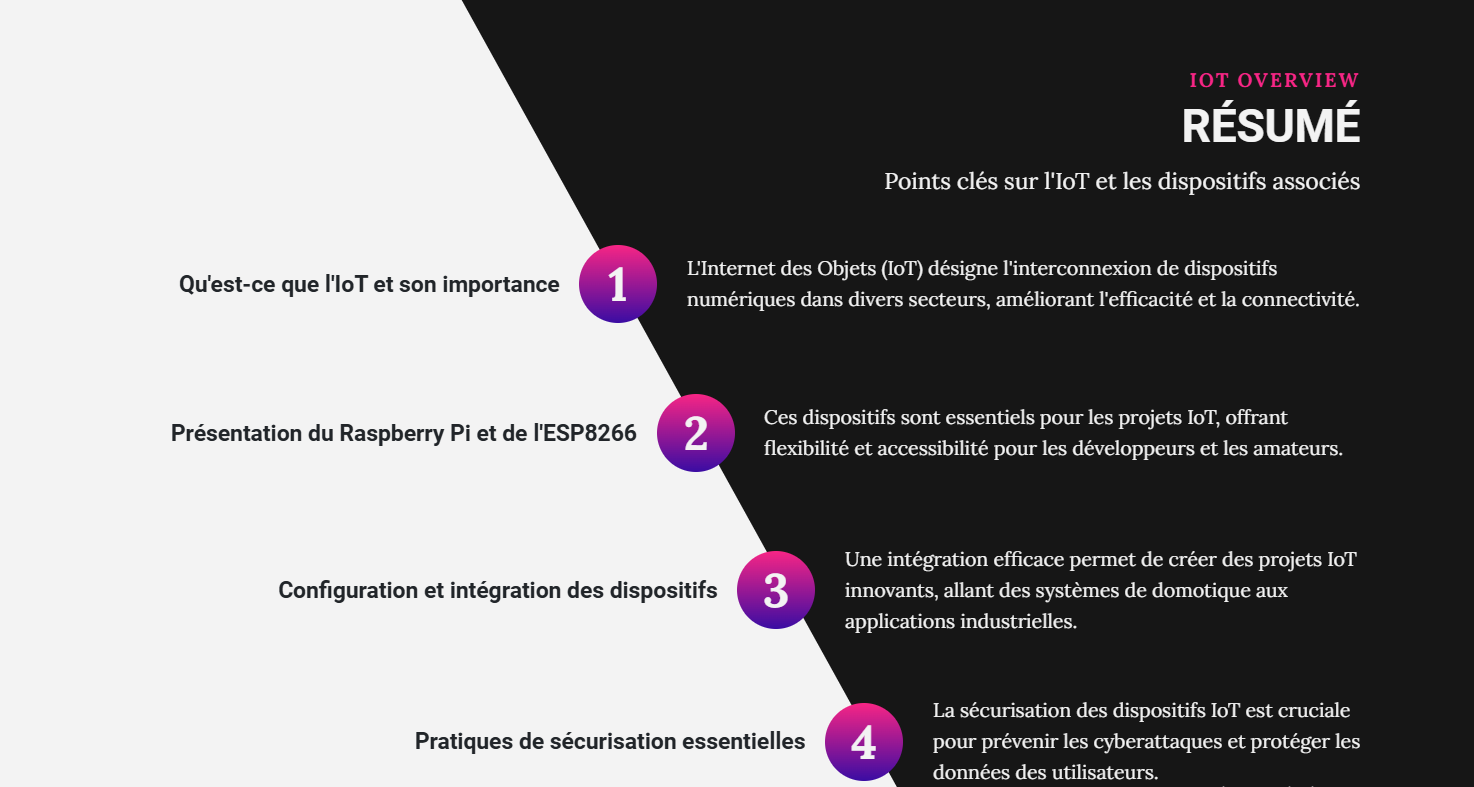 IOT OVERVIEW
RÉSUMÉ
Points clés sur l'IoT et les dispositifs associés
Qu'est-ce que l'IoT et son importance
1
L'Internet des Objets (IoT) désigne l'interconnexion de dispositifs
numériques dans divers secteurs, améliorant l'efficacité et la connectivité.
Présentation du Raspberry Pi et de l'ESP8266
2
Ces dispositifs sont essentiels pour les projets IoT, offrant
flexibilité et accessibilité pour les développeurs et les amateurs.
Configuration et intégration des dispositifs
3
Une intégration efficace permet de créer des projets IoT
innovants, allant des systèmes de domotique aux
applications industrielles.
Pratiques de sécurisation essentielles
4
La sécurisation des dispositifs IoT est cruciale
pour prévenir les cyberattaques et protéger les
données des utilisateurs.